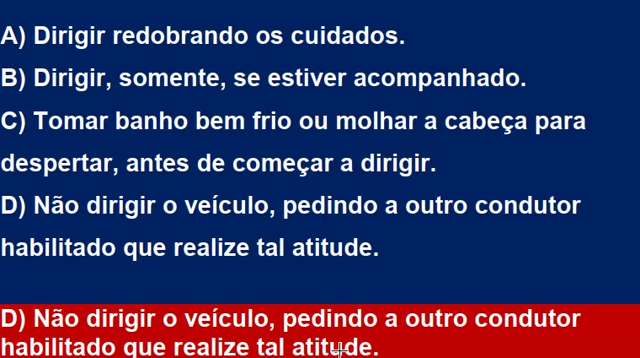 A) Dirigir redobrando os cuidados.
B) Dirigir, somente, se estiver acompanhado.
C) Tomar banho bem frio ou molhar a cabeça para
despertar, antes de começar a dirigir.
D) Não dirigir o veículo, pedindo a outro condutor
habilitado que realize tal atitude.
D) Não dirigir o veículo, pedindo a outro condutor
habilitado que realize tal atitude.